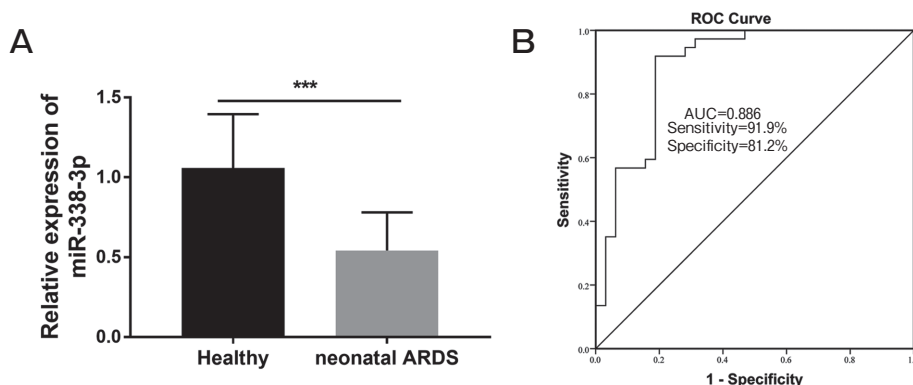 A
Relative expression of
miR-338-3p
1.5
1.0
0.5
0.0
***
Healthy
neonatal ARDS
B
ROC Curve
Sensitivity
1.0
0.8
0.6
0.4
0.2
0.0
AUC=0.886
Sensitivity=91.9%
Specificity=81.2%
0.0
0.2
0.4
0.6
0.8
1 - Specificity